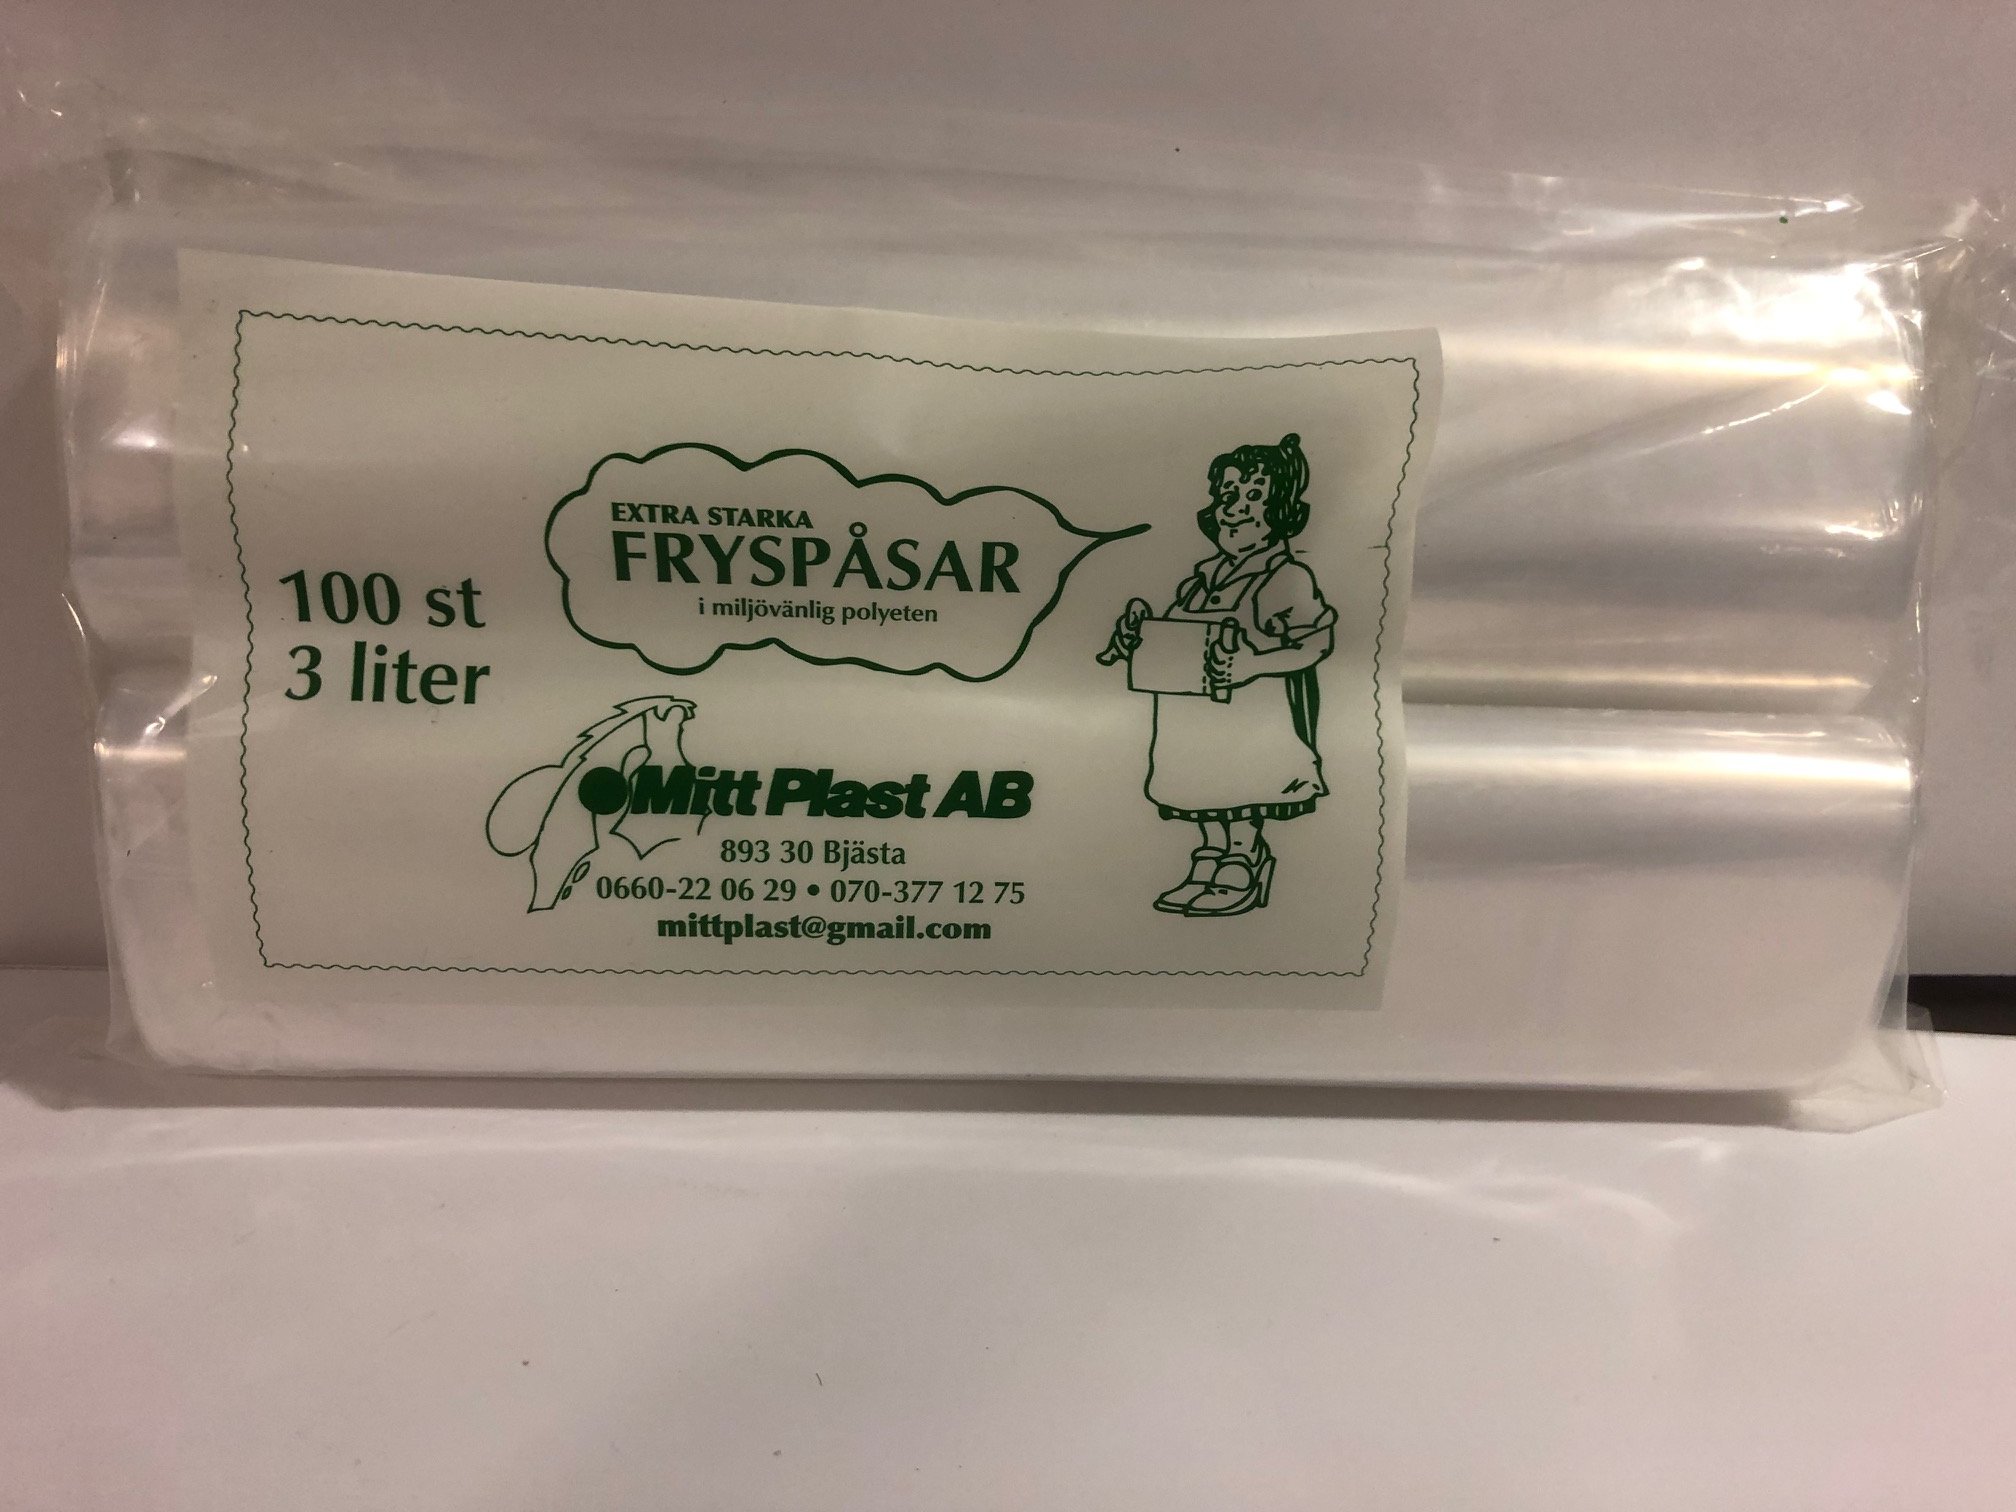 100 st
3 liter
EXTRA STARKA
FRYSPÅSAR
i miljövänlig polyeten
Mitt Plast AB
893 30 Bjästa
0660-22 06 29 • 070-377 12 75
mittplast@gmail.com